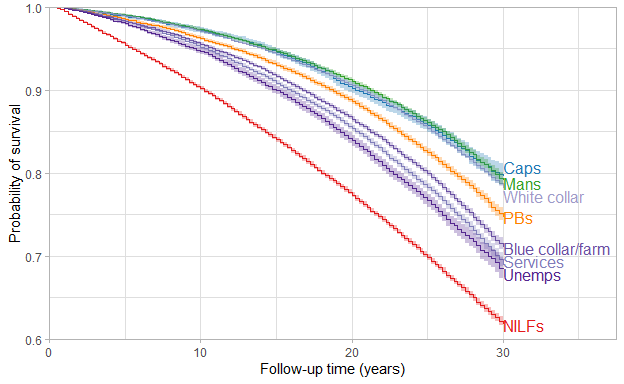 1.0
0.9
0.8
0.7
0.6
Probability of survival
Caps
Mans
White collar
PBs
Blue collar/farm
Services
Unemps
NILFs
0
10
20
30
Follow-up time (years)